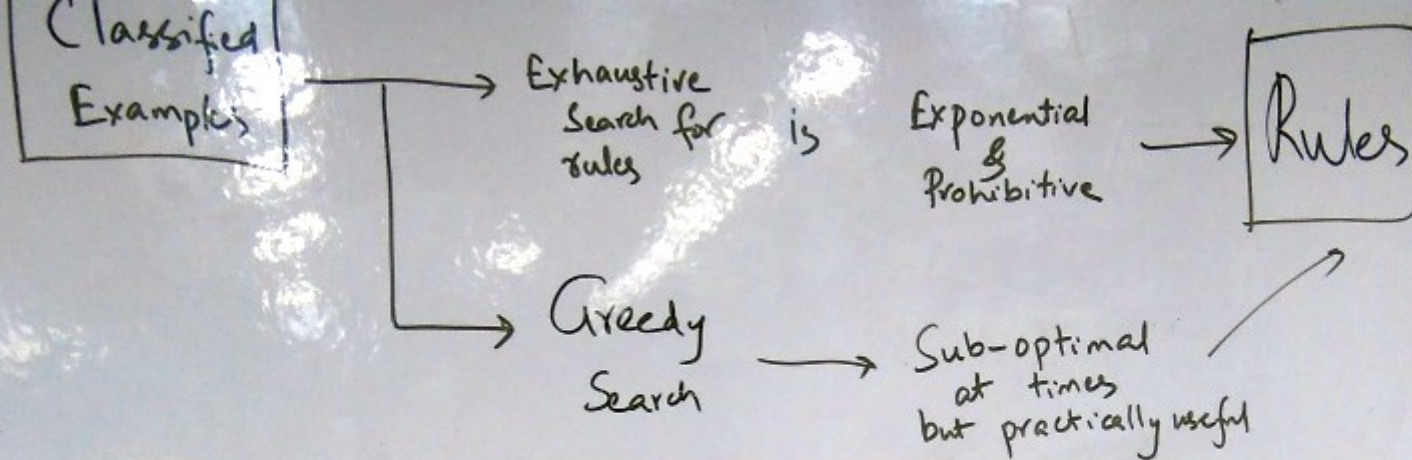 Classified
Examples
Exhaustive
Search for
rules
is
Exponential
&
Prohibitive
Rules
Greedy
Search
Sub-optimal
at times
but practically useful